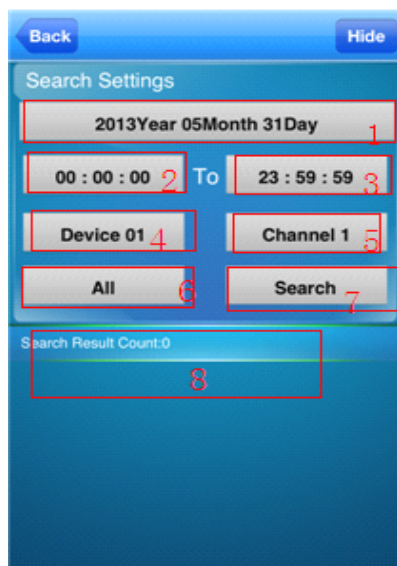 Back Hide
Search Settings
2013Year 05Month 31Day 1
00 : 00 : 00 2 To 23 : 59 : 59 3
Device 01 4 Channel 1 5
All 6 Search 7
Search Result Count:0
8